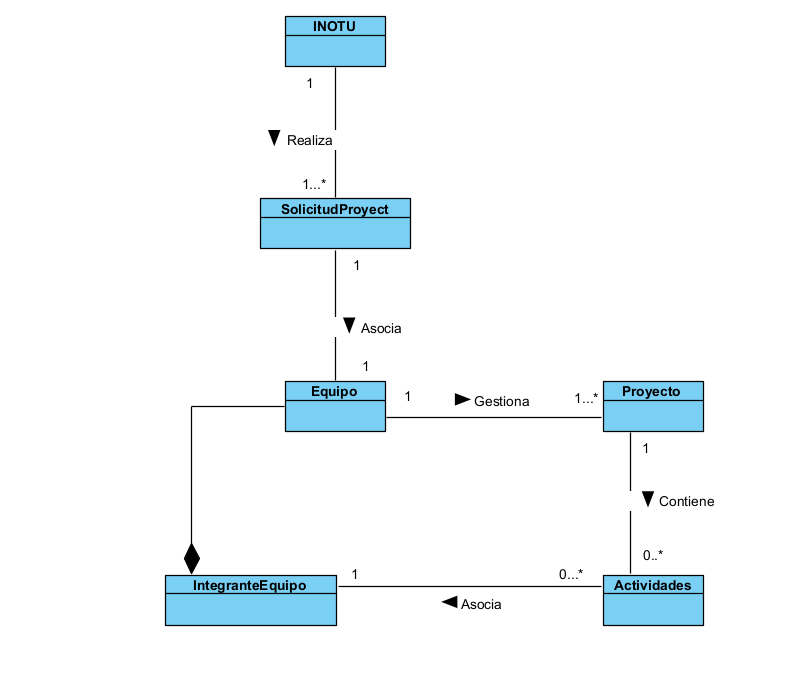 INOTU
1
Realiza
1...*
SolicitudProyect
1
Asocia
1
Equipo
1
Gestiona
1...*
Proyecto
1
Contiene
0..*
IntegranteEquipo
1
0...*
Actividades
Asocia